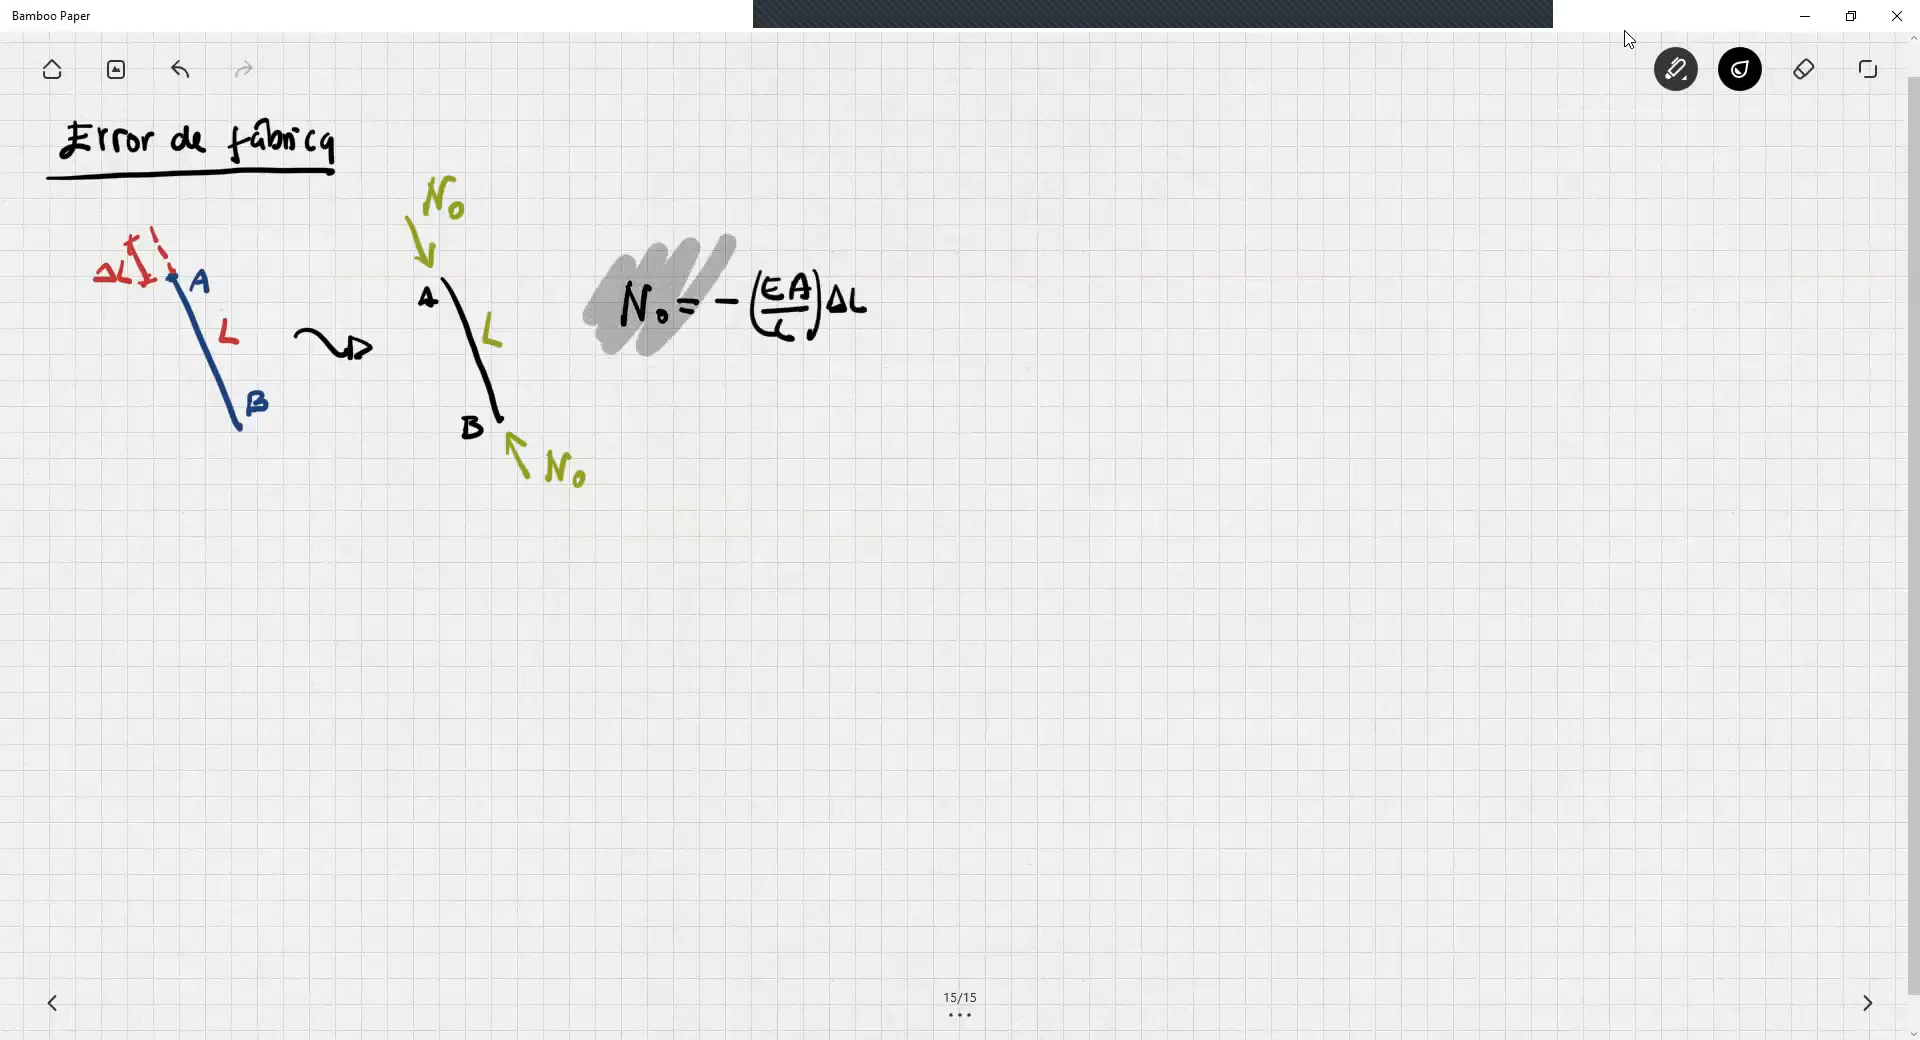 Bamboo Paper
Error de fábrica
N₀
ΔL A
L
B
A
L
B
N₀
N₀ = - (EA/L) ΔL
15/15